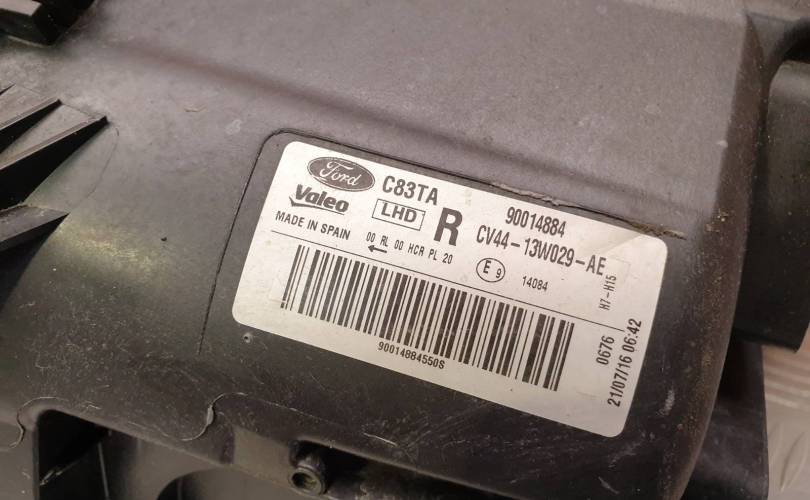 Ford
C83TA
90014884
Valeo
LHD
R
CV44-13W029-AE
MADE IN SPAIN
00 RL 00 HCR PL 20
E 9
14084
H7-H15
90014884550S
0676
21/07/16 06:42